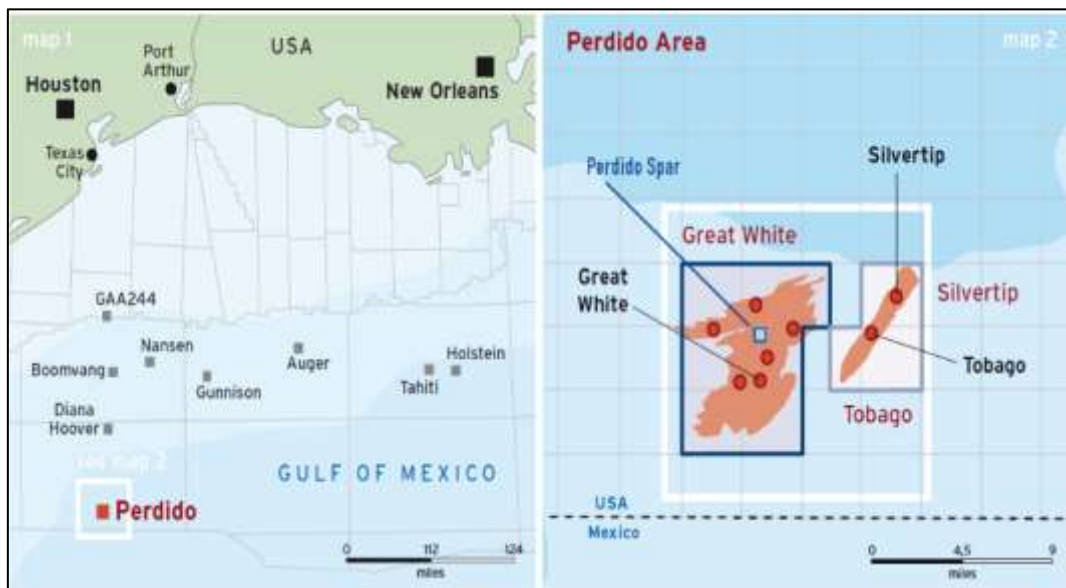 map 1
USA
Port
Arthur
Houston
New Orleans
Texas
City
GAA244
Nansen
Boomvang
Gunnison
Auger
Holstein
Tahiti
Diana
Hoover
see map 2
GULF OF MEXICO
Perdido
0 112 124
miles
Perdido Area
map 2
Silvertip
Perdido Spar
Great White
Great
White
Silvertip
Tobago
Tobago
USA
Mexico
0 4,5 9
miles